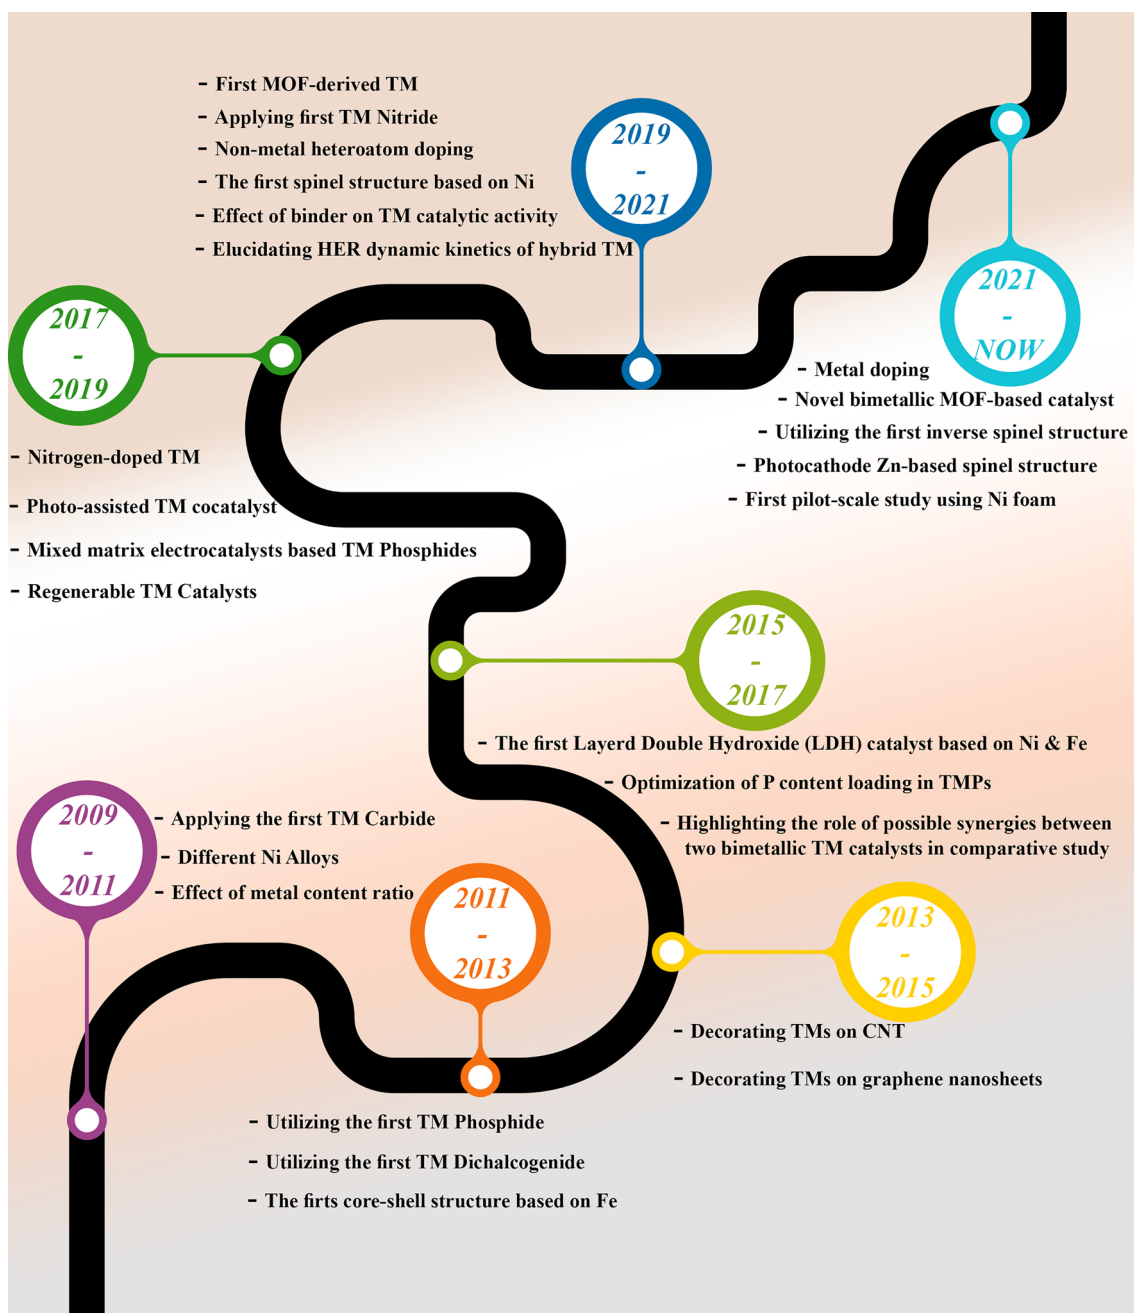 - First MOF-derived TM
- Applying first TM Nitride
- Non-metal heteroatom doping
- The first spinel structure based on Ni
- Effect of binder on TM catalytic activity
- Elucidating HER dynamic kinetics of hybrid TM
2019
-
2021
2021
-
NOW
- Metal doping
- Novel bimetallic MOF-based catalyst
- Utilizing the first inverse spinel structure
- Photocathode Zn-based spinel structure
- First pilot-scale study using Ni foam
2017
-
2019
- Nitrogen-doped TM
- Photo-assisted TM cocatalyst
- Mixed matrix electrocatalysts based TM Phosphides
- Regenerable TM Catalysts
2015
-
2017
- The first Layerd Double Hydroxide (LDH) catalyst based on Ni & Fe
- Optimization of P content loading in TMPs
- Highlighting the role of possible synergies between
two bimetallic TM catalysts in comparative study
2009
-
2011
- Applying the first TM Carbide
- Different Ni Alloys
- Effect of metal content ratio
2011
-
2013
2013
-
2015
- Decorating TMs on CNT
- Decorating TMs on graphene nanosheets
- Utilizing the first TM Phosphide
- Utilizing the first TM Dichalcogenide
- The firts core-shell structure based on Fe